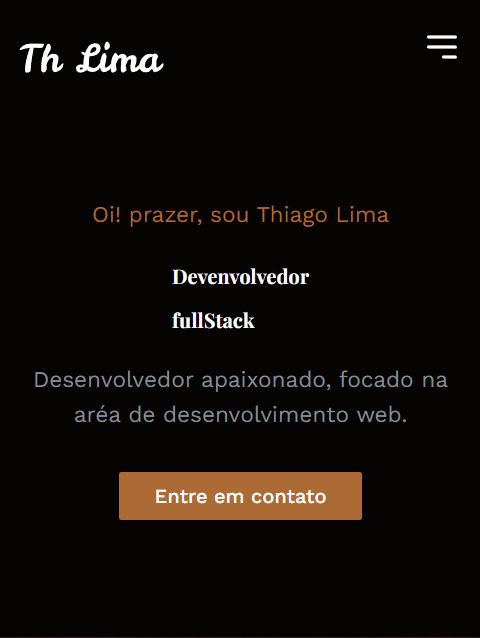 Th Lima
Oi! prazer, sou Thiago Lima
Devenvolvedor
fullStack
Desenvolvedor apaixonado, focado na
aréa de desenvolvimento web.
Entre em contato